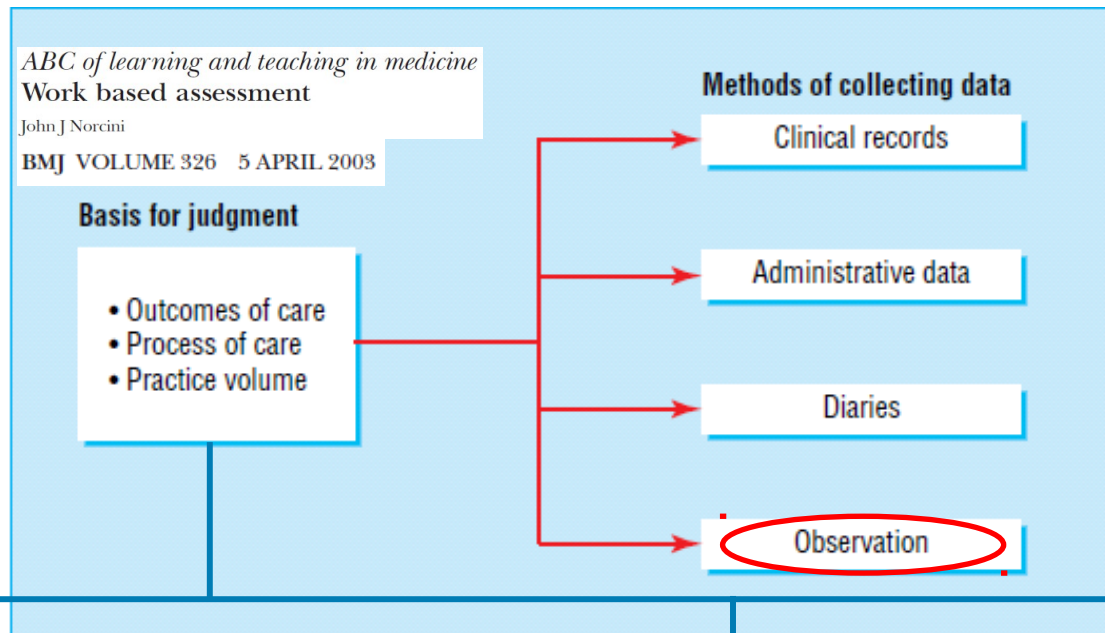 ABC of learning and teaching in medicine
Work based assessment
John J Norcini
BMJ VOLUME 326 5 APRIL 2003
Basis for judgment
• Outcomes of care
• Process of care
• Practice volume
Methods of collecting data
Clinical records
Administrative data
Diaries
Observation